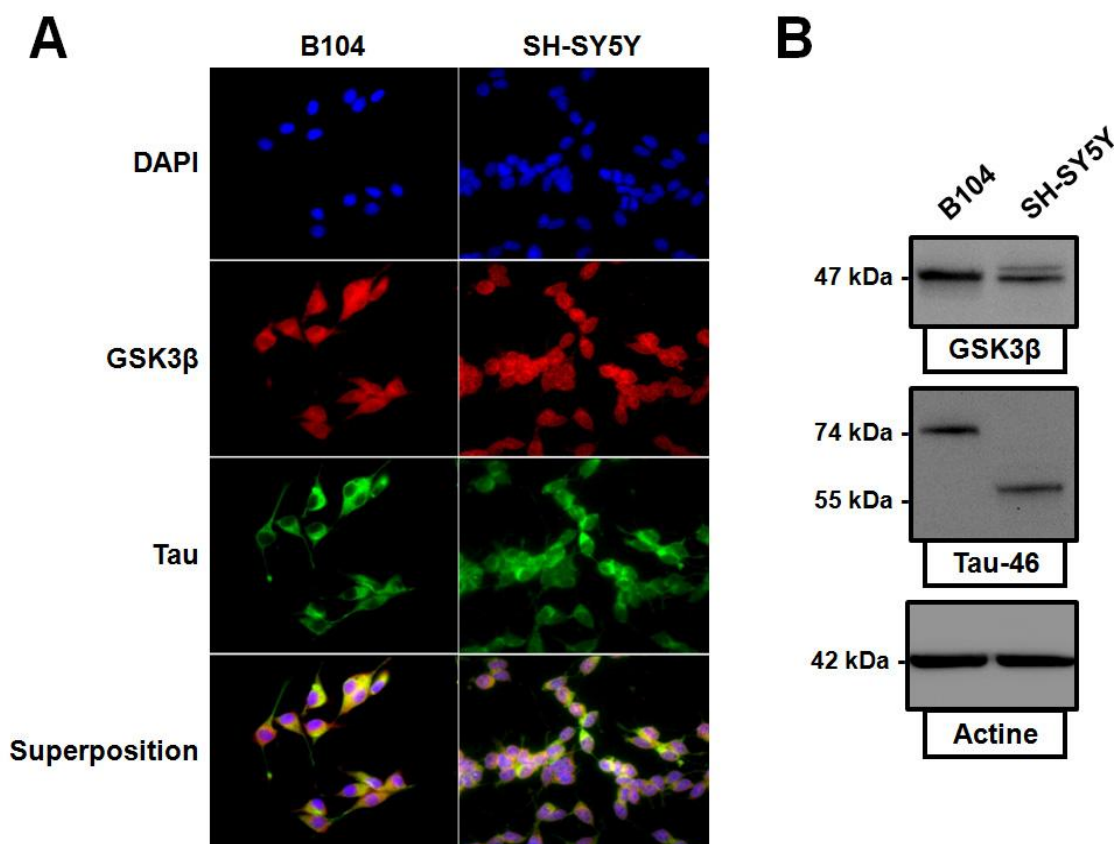 A
B104
SH-SY5Y
DAPI
GSK3β
Tau
Superposition
B
B104
SH-SY5Y
47 kDa -
GSK3β
74 kDa -
55 kDa -
Tau-46
42 kDa -
Actine